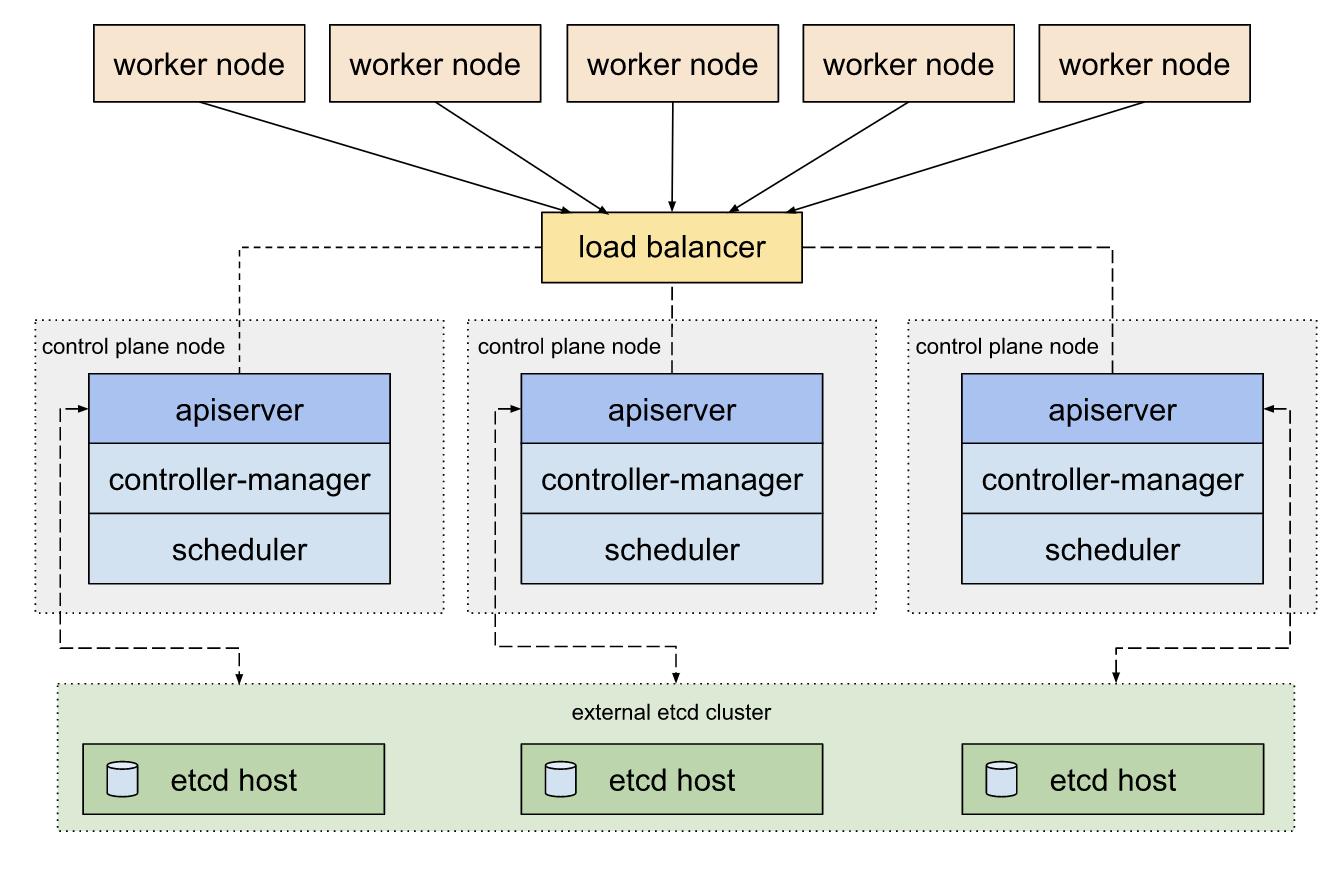 worker node
worker node
worker node
worker node
worker node
load balancer
control plane node
control plane node
control plane node
apiserver
apiserver
apiserver
controller-manager
controller-manager
controller-manager
scheduler
scheduler
scheduler
external etcd cluster
etcd host
etcd host
etcd host